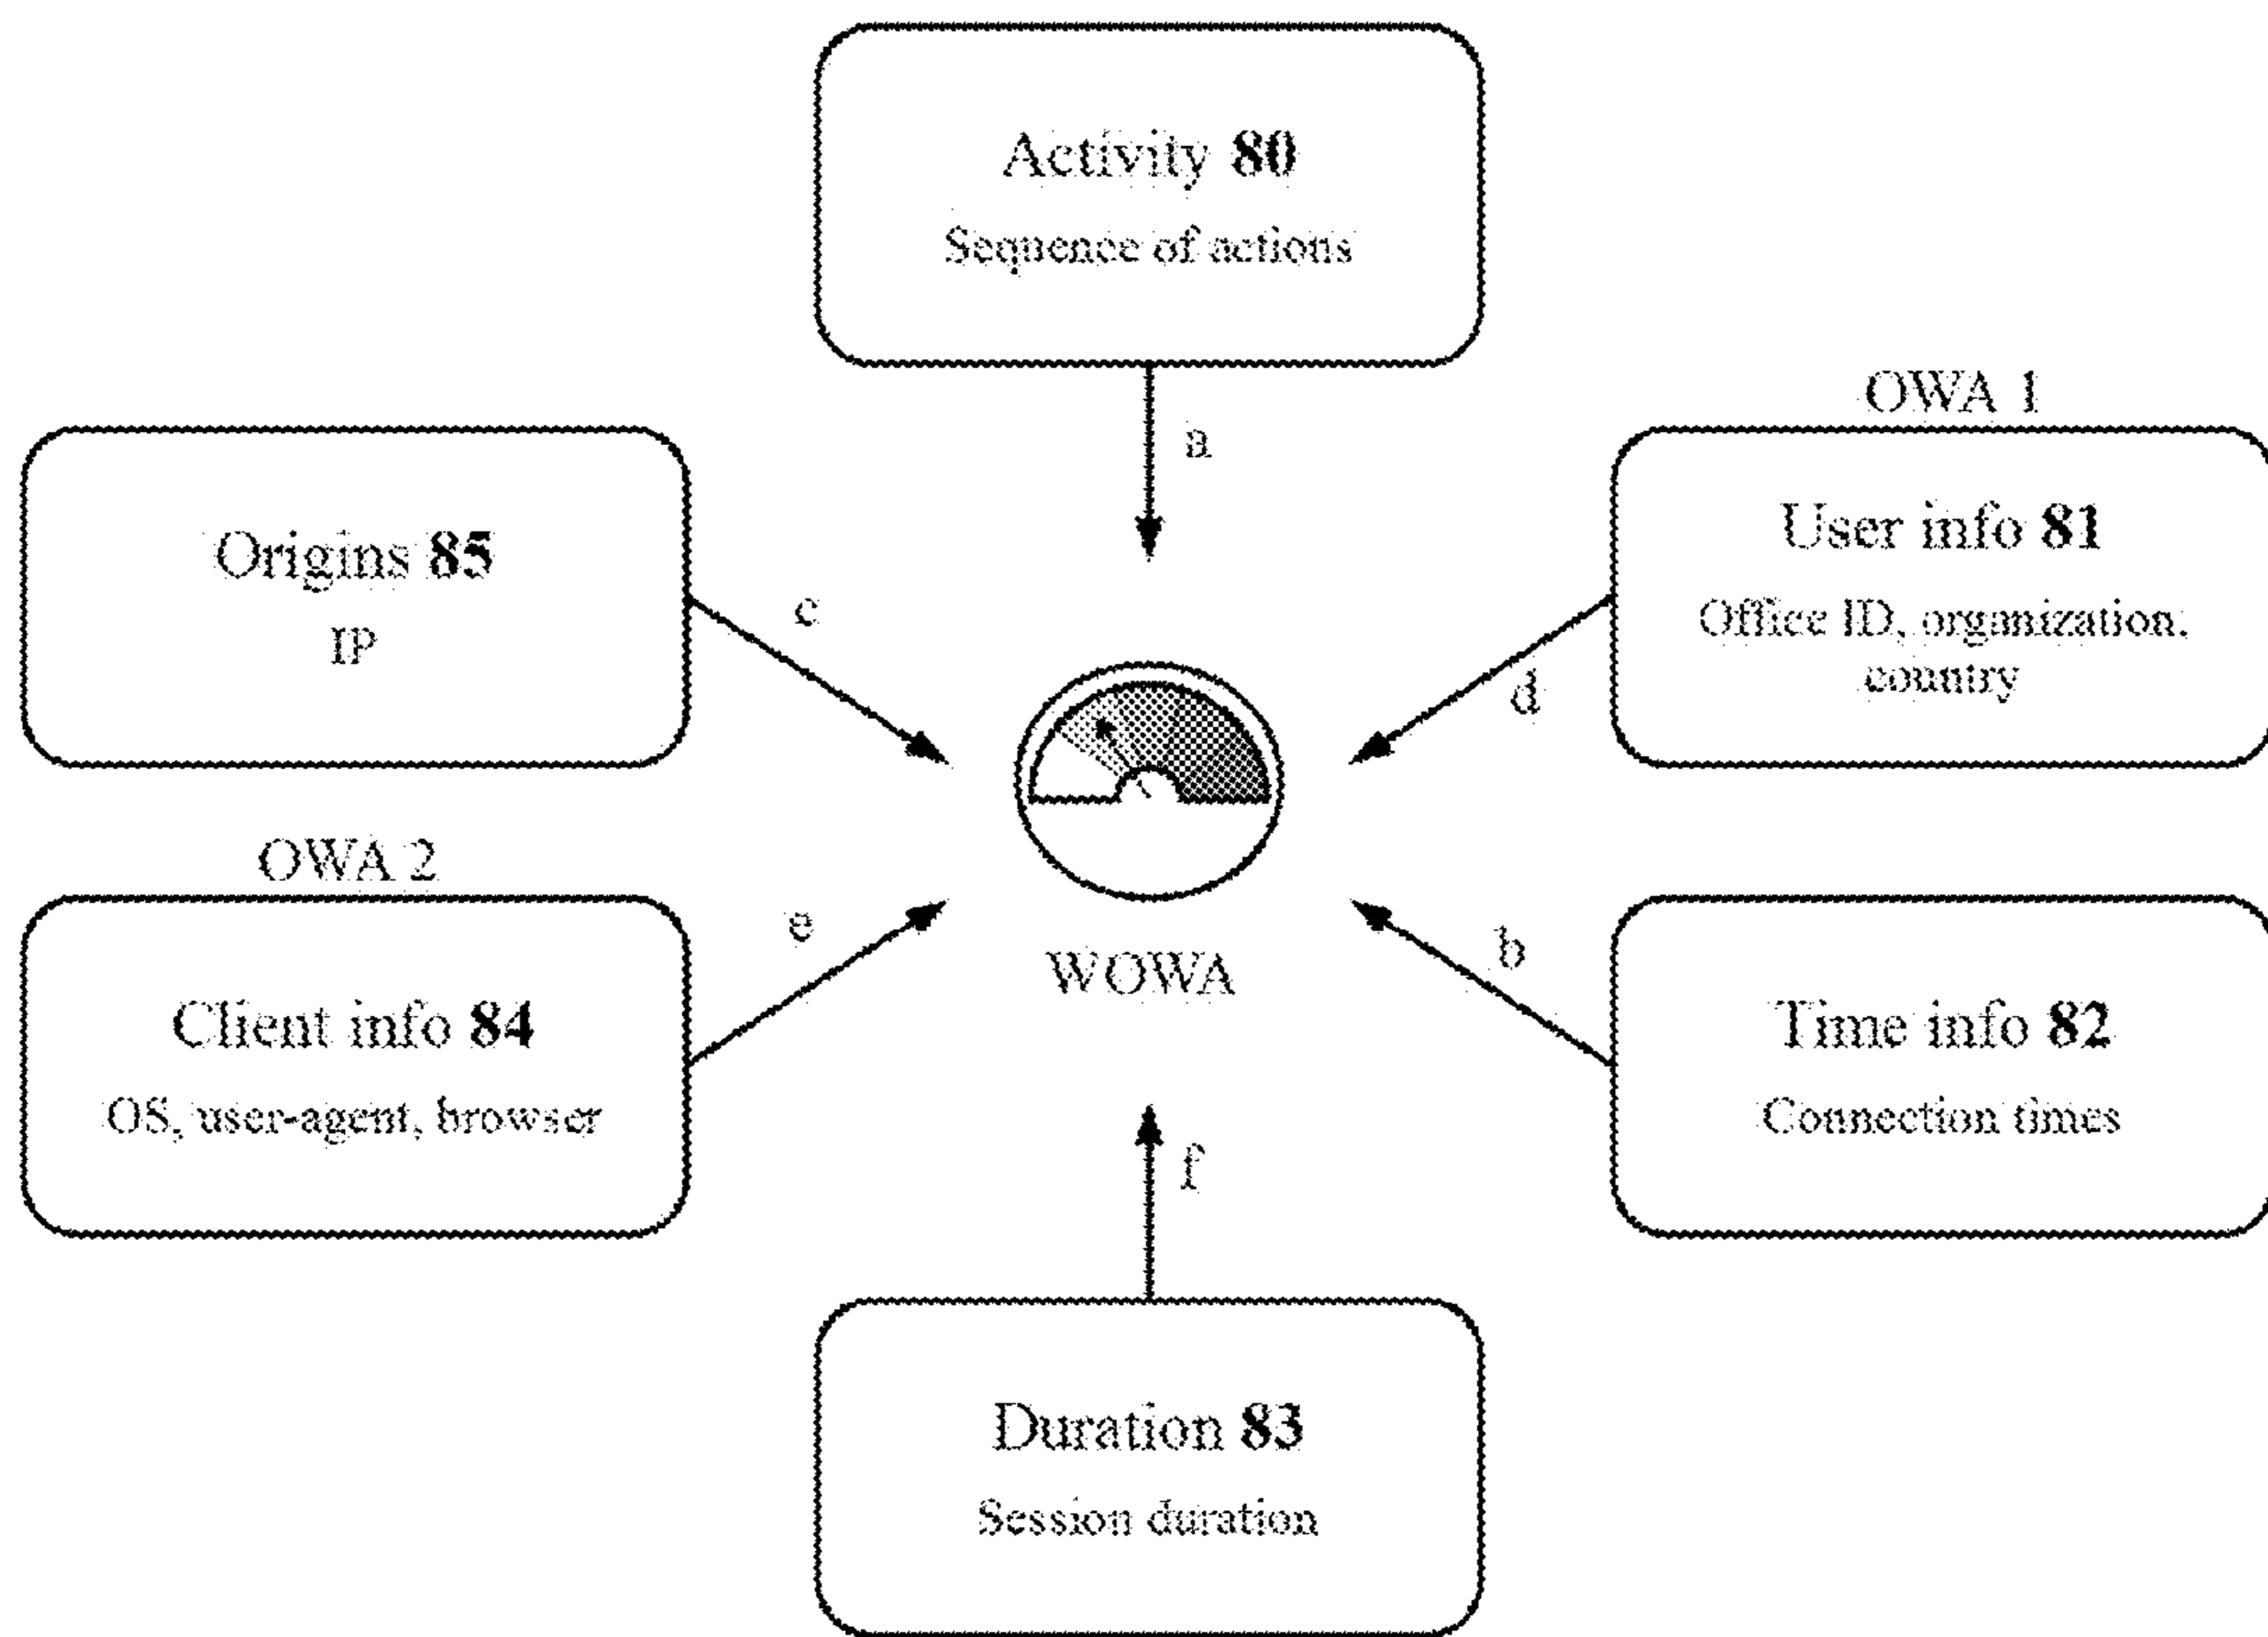 Activity 80
Sequence of actions
a
OWA 1
User info 81
Office ID, organization,
country
d
Origins 85
IP
c
WOWA
OWA 2
Client info 84
OS, user-agent, browser
e
Time info 82
Connection times
b
f
Duration 83
Session duration